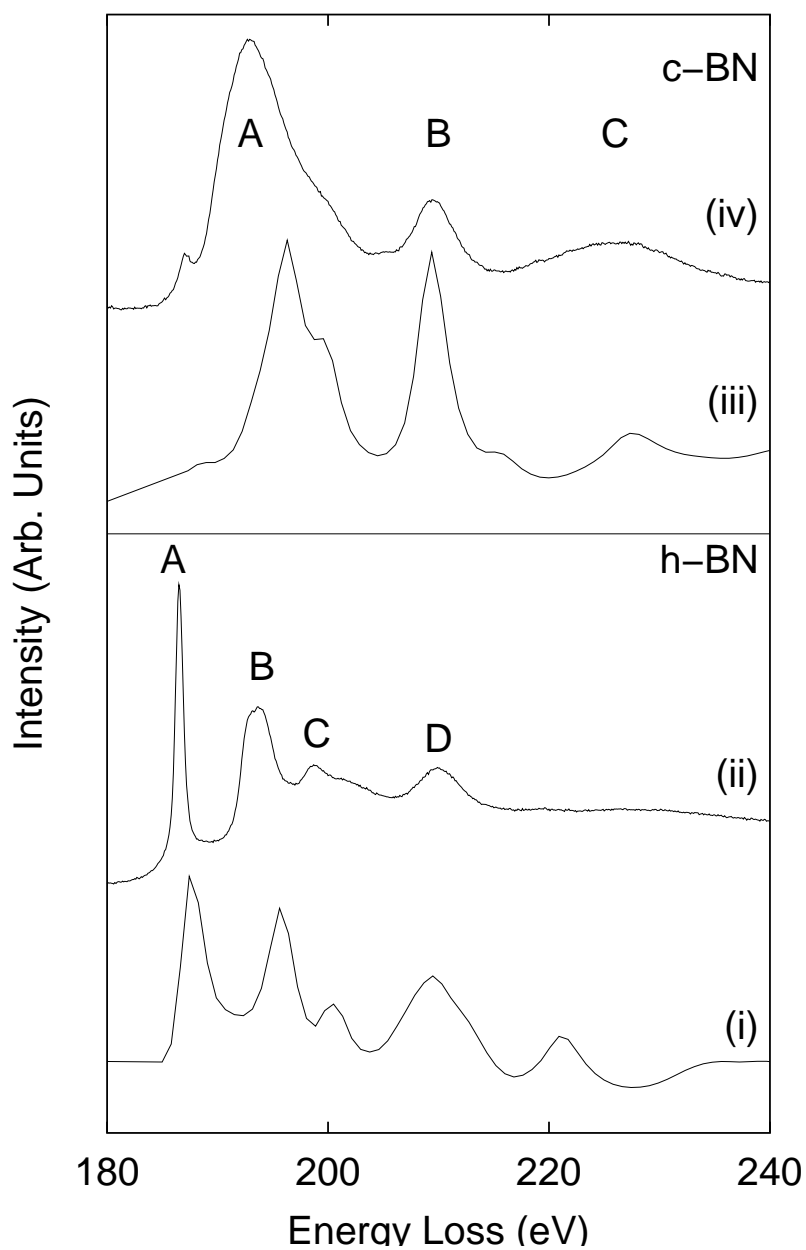 c–BN
A
B
C
(iv)
(iii)
h–BN
A
B
C
D
(ii)
(i)
Intensity (Arb. Units)
180
200
220
240
Energy Loss (eV)